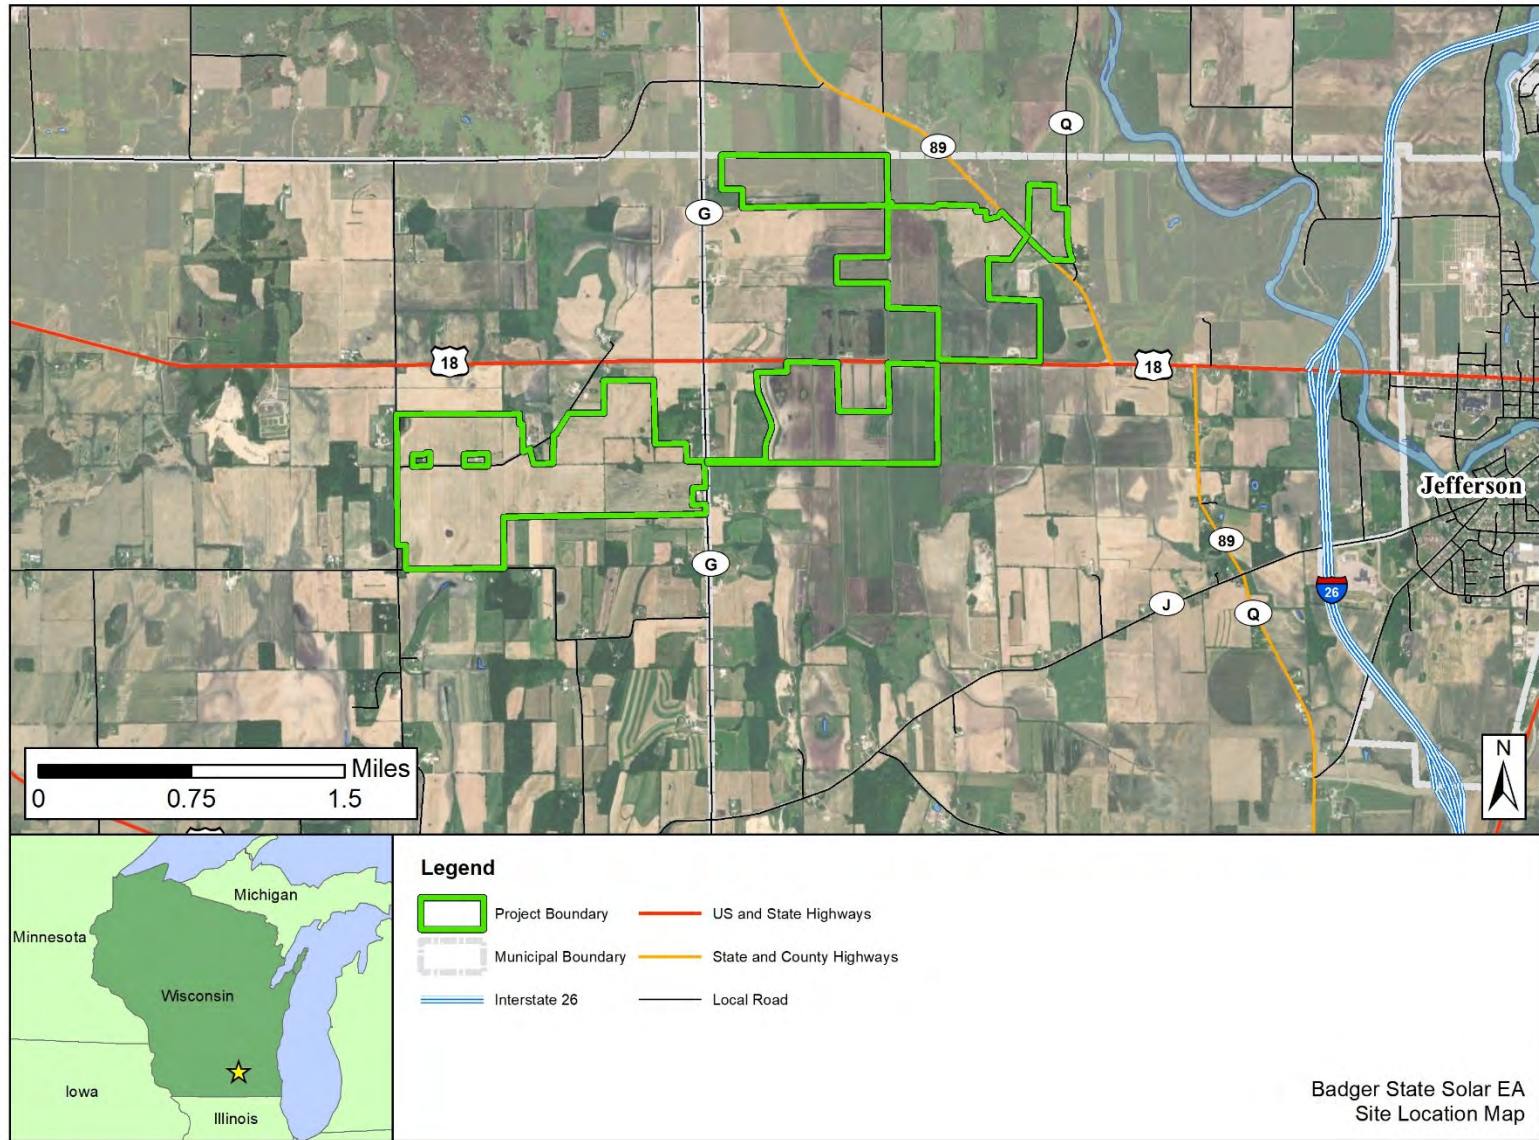 Q
89
G
18
18
Jefferson
89
G
26
J
Q
Miles
0 0.75 1.5
N
Michigan
Minnesota
Wisconsin
Iowa
Illinois
Legend
Project Boundary
US and State Highways
Municipal Boundary
State and County Highways
Interstate 26
Local Road
Badger State Solar EA
Site Location Map